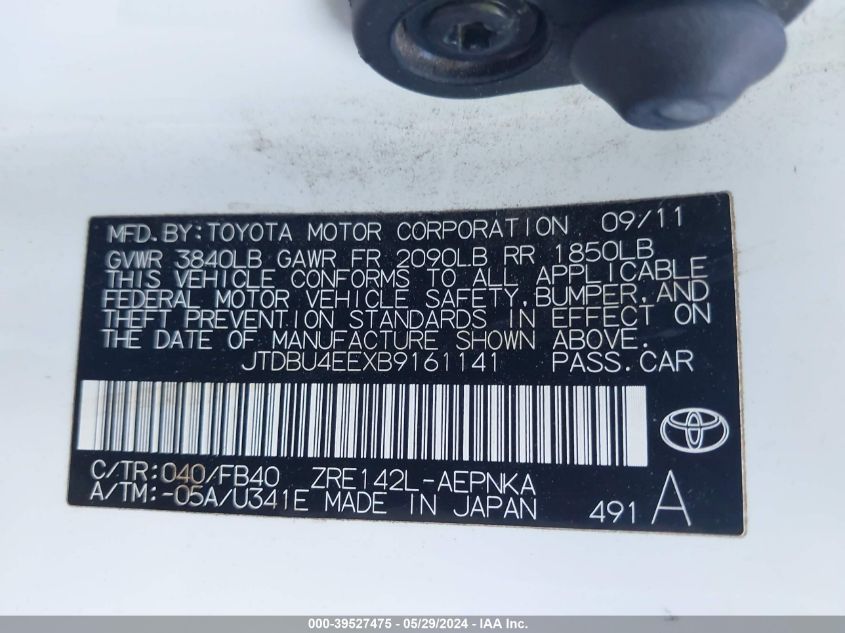 MFD.BY:TOYOTA MOTOR CORPORATION 09/11
GVWR 3840LB GAWR FR 2090LB RR 1850LB
THIS VEHICLE CONFORMS TO ALL APPLICABLE
FEDERAL MOTOR VEHICLE SAFETY,BUMPER,AND
THEFT PREVENTION STANDARDS IN EFFECT ON
THE DATE OF MANUFACTURE SHOWN ABOVE.
JTDBU4EEXB9161141 PASS.CAR
C/TR:040/FB40 ZRE142L-AEPNKA
A/TM:-05A/U341E MADE IN JAPAN 491 A
000-39527475 - 05/29/2024 - IAAI.com